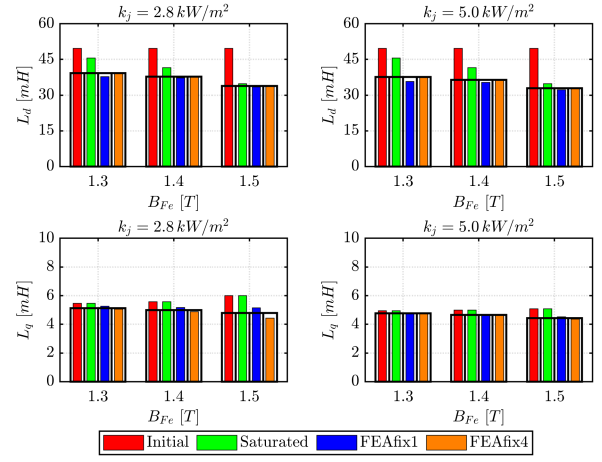 k_j = 2.8 kW/m²
k_j = 5.0 kW/m²
L_d [mH]
60
45
30
15
0
1.3 1.4 1.5
B_Fe [T]
L_d [mH]
60
45
30
15
0
1.3 1.4 1.5
B_Fe [T]
k_j = 2.8 kW/m²
k_j = 5.0 kW/m²
L_q [mH]
10
8
6
4
2
0
1.3 1.4 1.5
B_Fe [T]
L_q [mH]
10
8
6
4
2
0
1.3 1.4 1.5
B_Fe [T]
Initial Saturated FEAfix1 FEAfix4